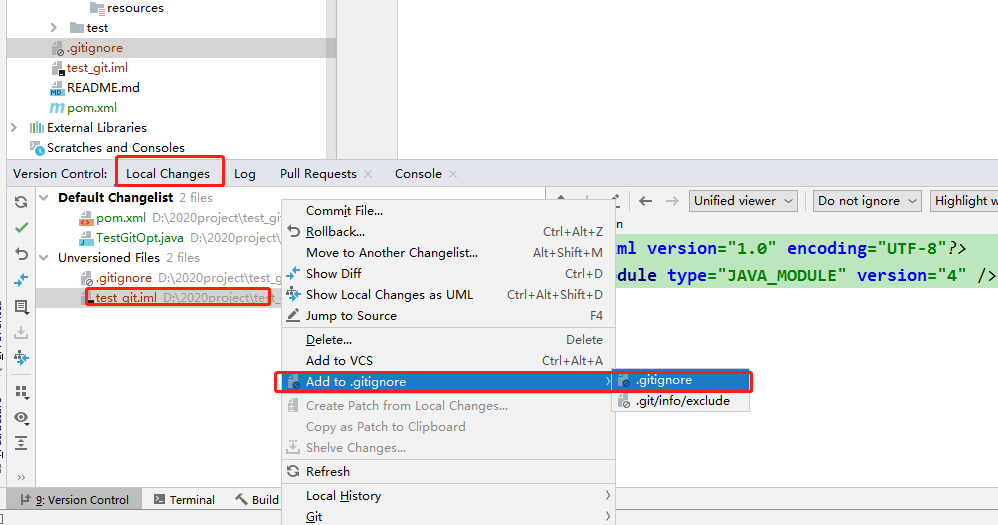 resources
test
.gitignore
test_git.iml
README.md
pom.xml
External Libraries
Scratches and Consoles
Version Control: Local Changes Log Pull Requests Console
Default Changelist 2 files
pom.xml D:\2020project\test_gi
TestGitOpt.java D:\2020project\
Unversioned Files 2 files
.gitignore D:\2020project\test_g
test_git.iml D:\2020project\test_
Unified viewer Do not ignore Highlight w
ml version="1.0" encoding="UTF-8"?>
odule type="JAVA_MODULE" version="4" />
Commit File...
Rollback... Ctrl+Alt+Z
Move to Another Changelist... Alt+Shift+M
Show Diff Ctrl+D
Show Local Changes as UML Ctrl+Alt+Shift+D
Jump to Source F4
Delete... Delete
Add to VCS Ctrl+Alt+A
Add to .gitignore
.gitignore
.git/info/exclude
Create Patch from Local Changes...
Copy as Patch to Clipboard
Shelve Changes...
Refresh
Local History
Git
9: Version Control Terminal Build